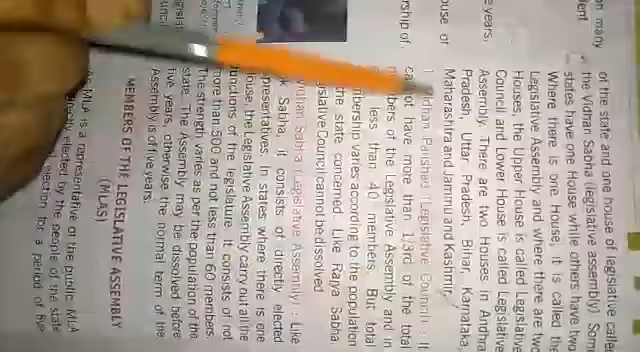 of the state and one house of legislative called
the Vidhan Sabha (legislative assembly) Some
states have one House while others have two
Where there is one House, it is called the
Legislative Assembly and where there are two
Houses, the Upper House is called Legislative
Council and Lower House is called Legislative
Assembly. There are two Houses in Andhra
Pradesh, Uttar Pradesh, Bihar, Karnataka,
Maharashtra and Jammu and Kashmir.
Parishad (Legislative Council) : It
not have more than 1/3rd of the total
of the Legislative Assembly and in
less than 40 members. But total
varies according to the population
the state concerned. Like Rajya Sabha
Council cannot be dissolved
Vidhan Sabha (Legislative Assembly) : Like
Sabha, it consists of directly elected
representatives. In states where there is one
House, the Legislative Assembly carry out all the
functions of the legislature. It consists of not
more than 500 and not less than 60 members.
The strength varies as per the population of the
state. The Assembly may be dissolved before
five years, otherwise the normal term of the
Assembly is of five years.
MEMBERS OF THE LEGISLATIVE ASSEMBLY
(MLAS)
MLA is a representative of the public. MLA
directly elected by the people of the state
election for a period of five
many
years,
ouse or
rship of